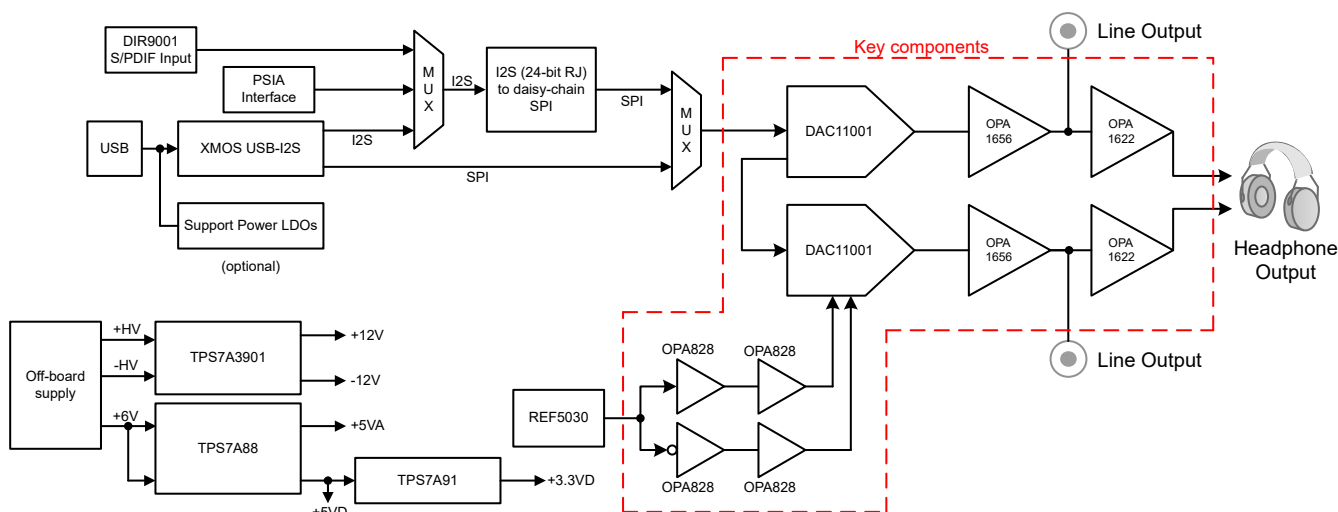 DIR9001
S/PDIF Input
PSIA
Interface
USB
XMOS USB-I2S
Support Power LDOs
(optional)
M
U
X
I2S
I2S
SPI
I2S (24-bit RJ)
to daisy-chain
SPI
SPI
M
U
X
Key components
DAC11001
OPA
1656
OPA
1622
Line Output
DAC11001
OPA
1656
OPA
1622
Line Output
Headphone
Output
Off-board
supply
+HV
-HV
+6V
TPS7A3901
+12V
-12V
TPS7A88
+5VA
+5VD
TPS7A91
+3.3VD
REF5030
OPA828
OPA828
OPA828
OPA828